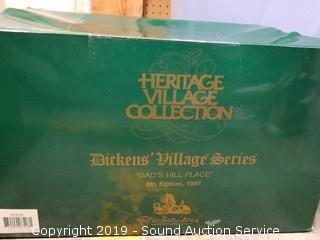 HERITAGE
VILLAGE
COLLECTION
Dickens' Village Series
"GAD'S HILL PLACE"
6th Edition, 1997
Copyright 2019 - Sound Auction Service